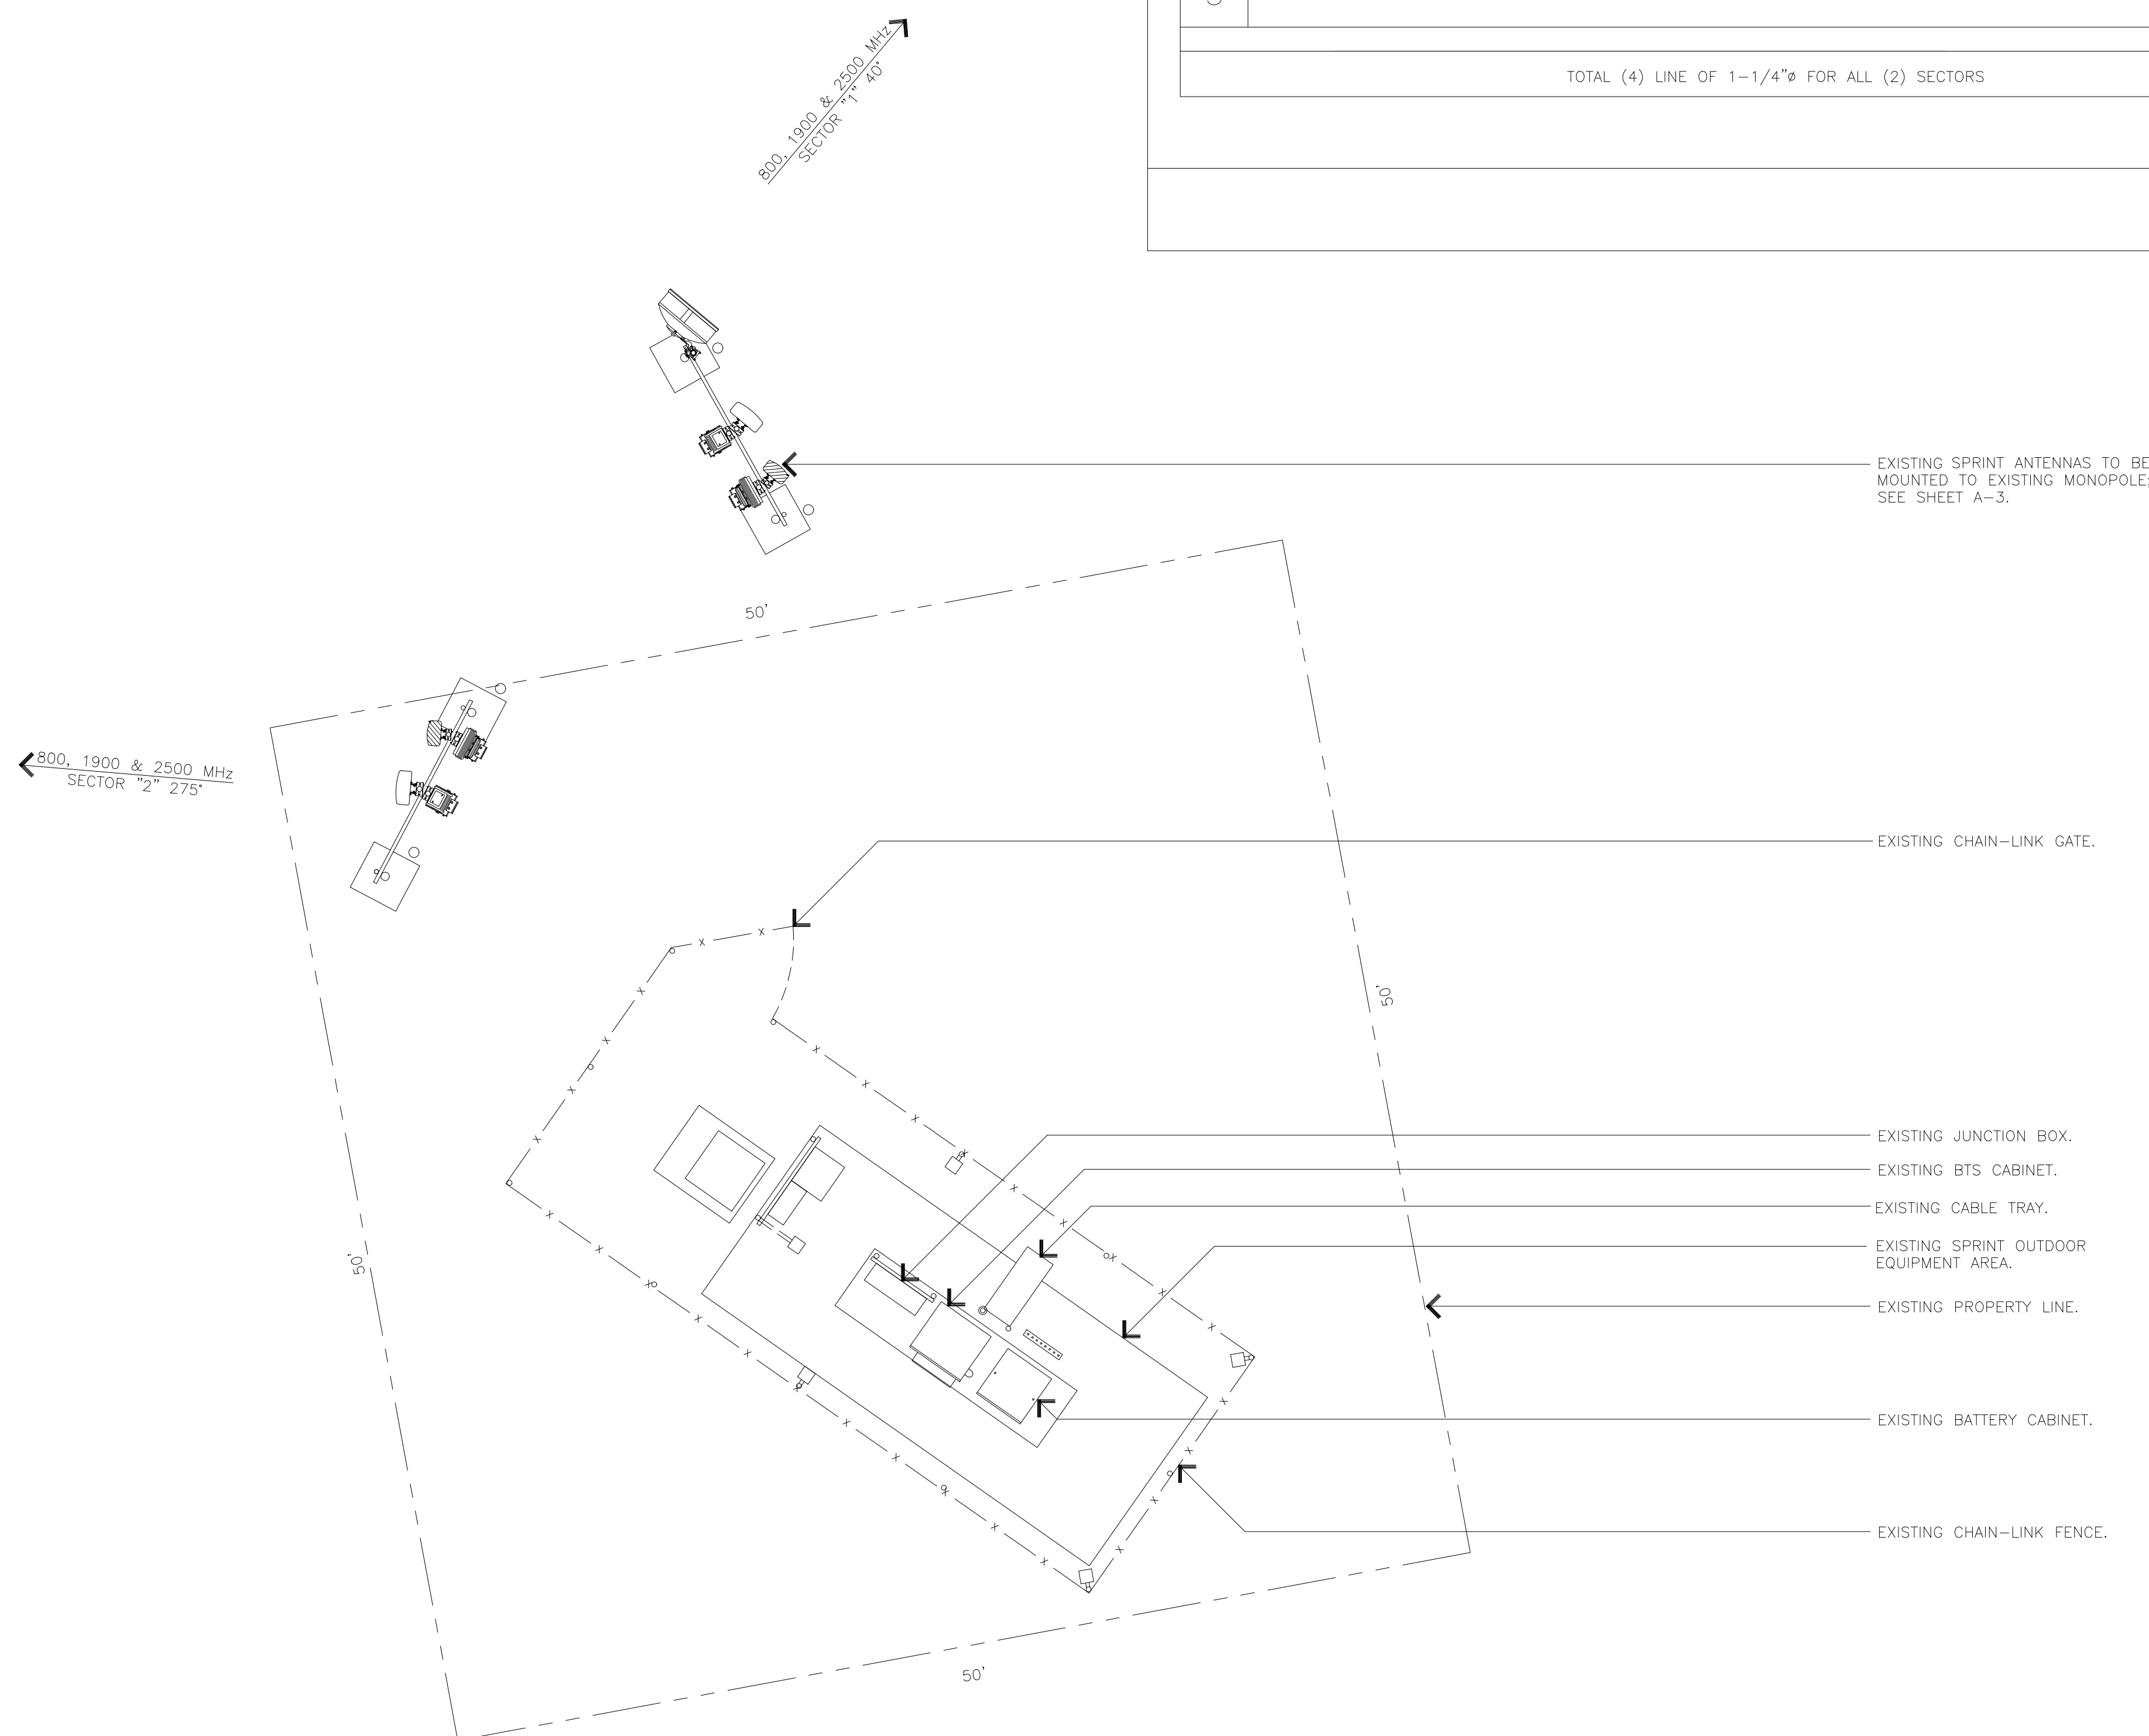 800, 1900 & 2500 MHz
SECTOR "1" 40°
TOTAL (4) LINE OF 1-1/4"ø FOR ALL (2) SECTORS
EXISTING SPRINT ANTENNAS TO BE
MOUNTED TO EXISTING MONOPOLE;
SEE SHEET A-3.
50'
800, 1900 & 2500 MHz
SECTOR "2" 275°
EXISTING CHAIN-LINK GATE.
50'
EXISTING JUNCTION BOX.
EXISTING BTS CABINET.
EXISTING CABLE TRAY.
EXISTING SPRINT OUTDOOR
EQUIPMENT AREA.
50'
EXISTING PROPERTY LINE.
EXISTING BATTERY CABINET.
EXISTING CHAIN-LINK FENCE.
50'